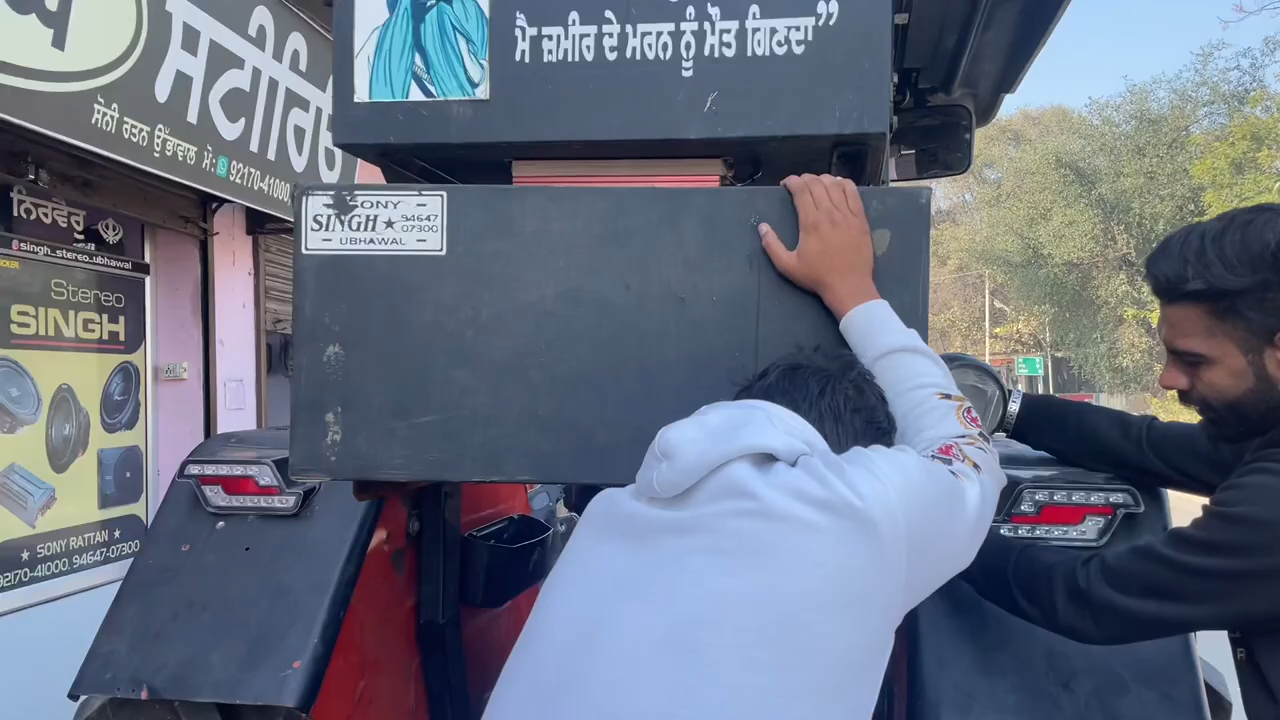 ਸਟੀਰਿਓ
ਸੋਨੀ ਰਤਨ ਉੱਭਾਵਾਲ ਮੋ: 92170-41000,
ਮੈਂ ਜ਼ਮੀਰ ਦੇ ਮਰਨ ਨੂੰ ਮੌਤ ਗਿਣਦਾ”
SONY
SINGH ★ 94647
07300
UBHAWAL
ਨਿਰਵੈਰੁ
@singh_stereo_ubhawal
Stereo
SINGH
★ SONY RATTAN ★
92170-41000, 94647-07300